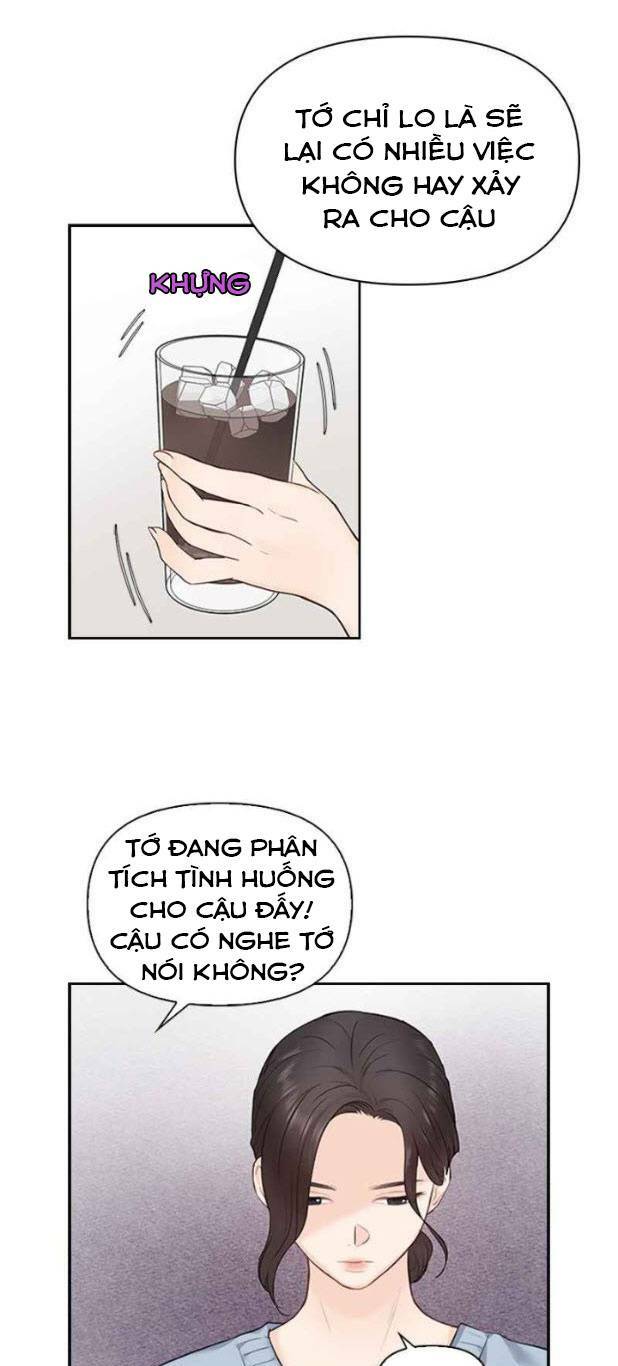 TỚ CHỈ LO LÀ SẼ
LẠI CÓ NHIỀU VIỆC
KHÔNG HAY XẢY
RA CHO CẬU
KHỰNG
TỚ ĐANG PHÂN
TÍCH TÌNH HUỐNG
CHO CẬU ĐẤY!
CẬU CÓ NGHE TỚ
NÓI KHÔNG?